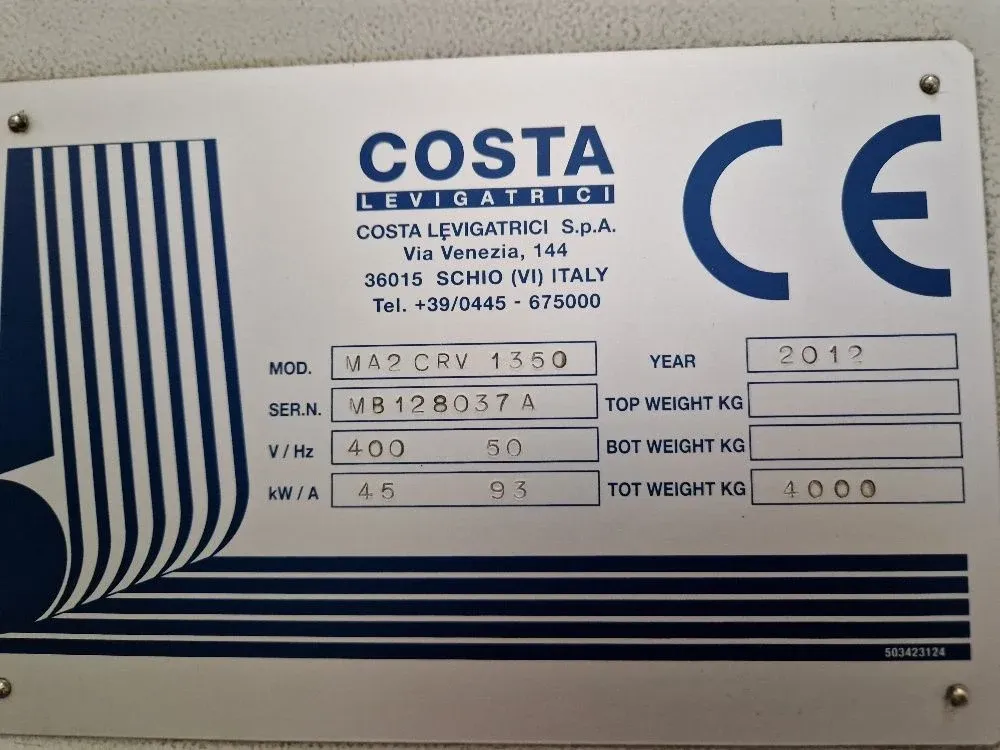 COSTA
LEVIGATRICI
COSTA LEVIGATRICI S.p.A.
Via Venezia, 144
36015 SCHIO (VI) ITALY
Tel. +39/0445 - 675000
CE
MOD. MA2 CRV 1350 YEAR 2012
SER.N. MB128037A TOP WEIGHT KG
V / Hz 400 50 BOT WEIGHT KG
kW / A 45 93 TOT WEIGHT KG 4000
503423124